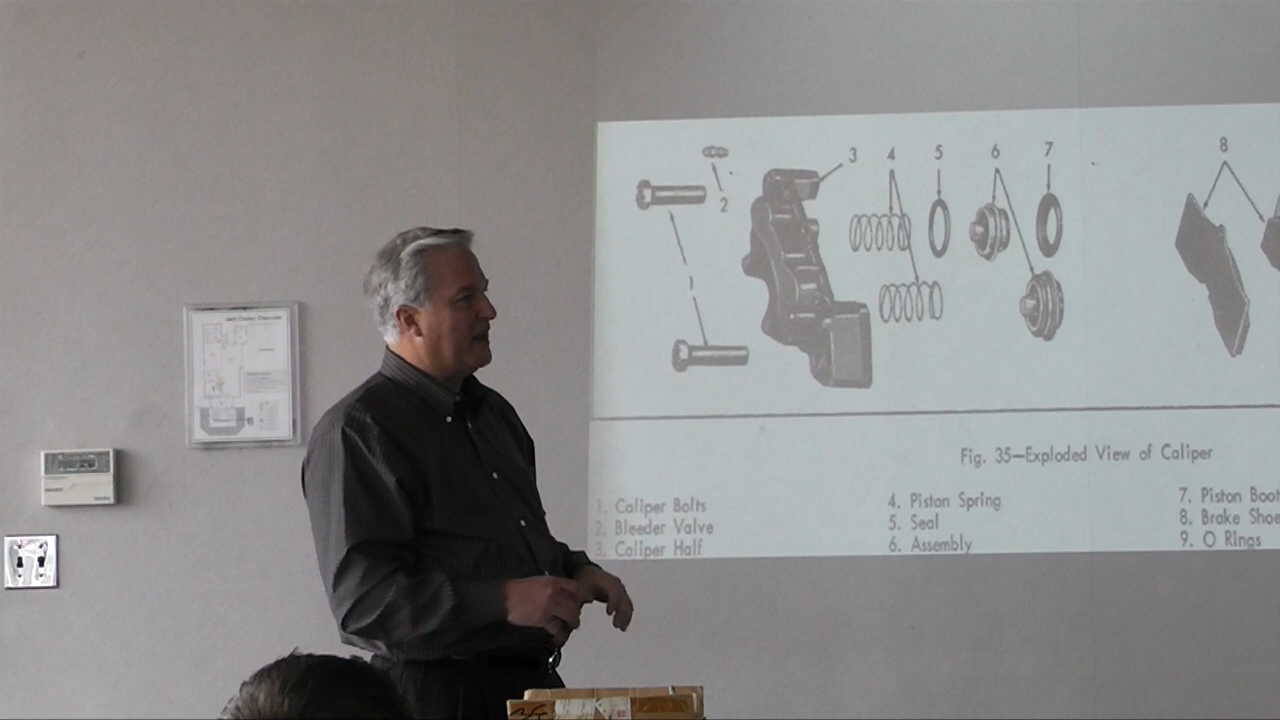 2
3
4
5
6
7
8
1
Fig. 35—Exploded View of Caliper
1. Caliper Bolts
2. Bleeder Valve
3. Caliper Half
4. Piston Spring
5. Seal
6. Assembly
7. Piston Boot
8. Brake Shoe
9. O Rings